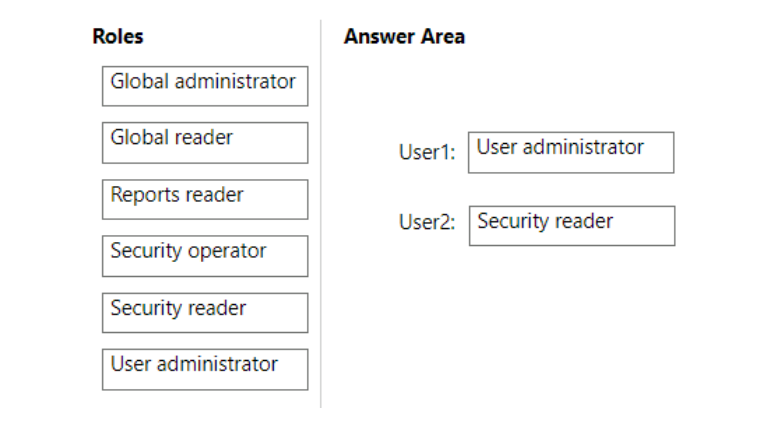 Roles
Global administrator
Global reader
Reports reader
Security operator
Security reader
User administrator
Answer Area
User1: User administrator
User2: Security reader